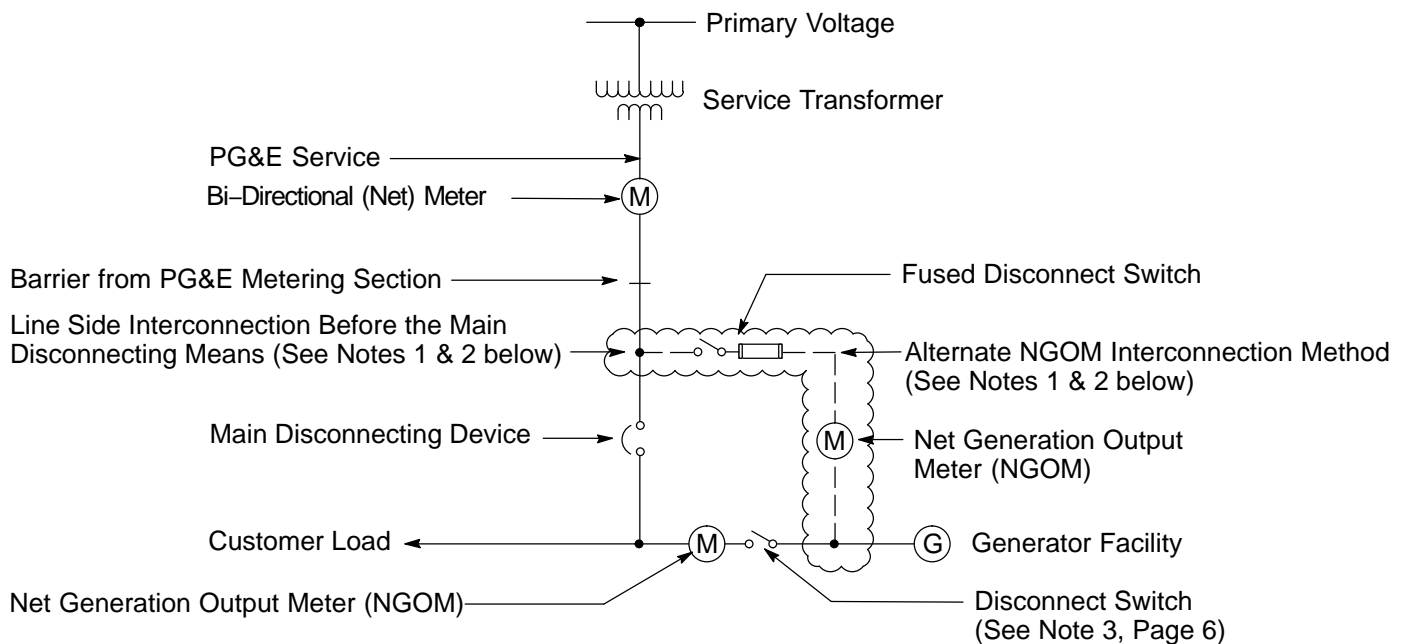 Primary Voltage
Service Transformer
PG&E Service
Bi–Directional (Net) Meter
M
Barrier from PG&E Metering Section
Fused Disconnect Switch
Line Side Interconnection Before the Main
Disconnecting Means (See Notes 1 & 2 below)
Alternate NGOM Interconnection Method
(See Notes 1 & 2 below)
Main Disconnecting Device
M
Net Generation Output
Meter (NGOM)
Customer Load
M
G
Generator Facility
Net Generation Output Meter (NGOM)
Disconnect Switch
(See Note 3, Page 6)